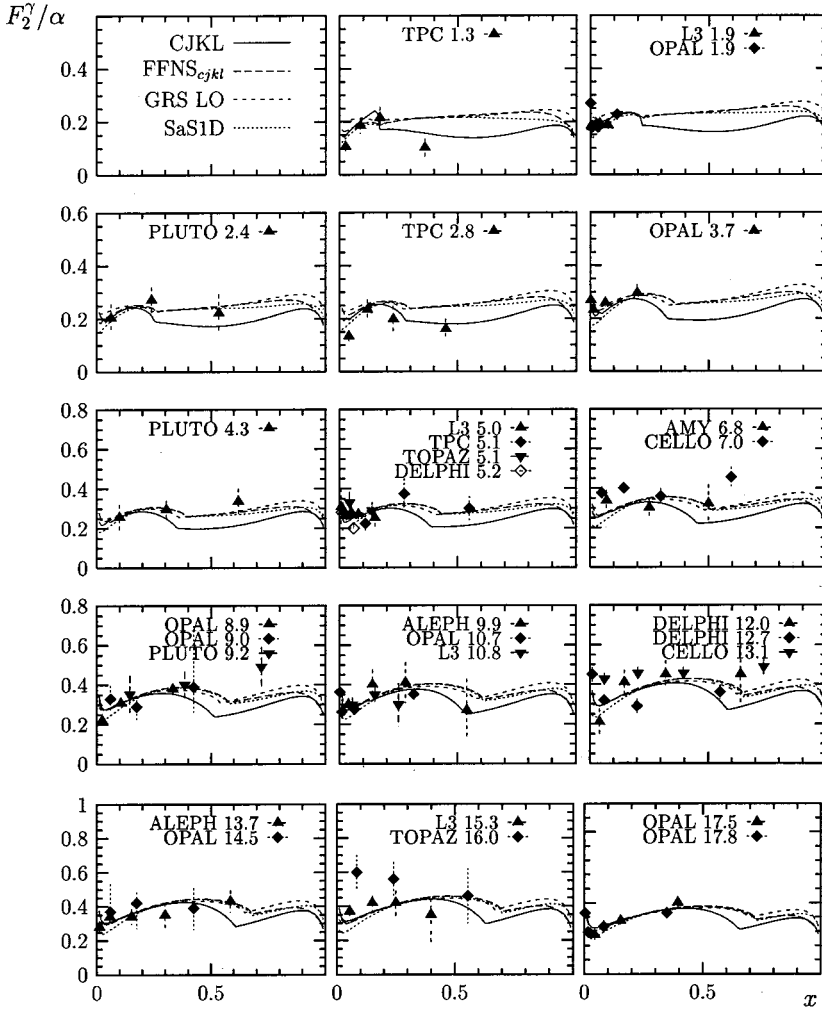 F₂^γ/α
CJKL
FFNS_cjkl
GRS LO
SaS1D
0.4
0.2
0
TPC 1.3
L3 1.9
OPAL 1.9
0.6
0.4
0.2
0
PLUTO 2.4
TPC 2.8
OPAL 3.7
0.8
0.6
0.4
0.2
0
PLUTO 4.3
L3 5.0
TPC 5.1
TOPAZ 5.1
DELPHI 5.2
AMY 6.8
CELLO 7.0
0.8
0.6
0.4
0.2
0
OPAL 8.9
OPAL 9.0
PLUTO 9.2
ALEPH 9.9
OPAL 10.7
L3 10.8
DELPHI 12.0
DELPHI 12.7
CELLO 13.1
1
0.8
0.6
0.4
0.2
0
ALEPH 13.7
OPAL 14.5
L3 15.3
TOPAZ 16.0
OPAL 17.5
OPAL 17.8
0 0.5 0 0.5 0 0.5 x